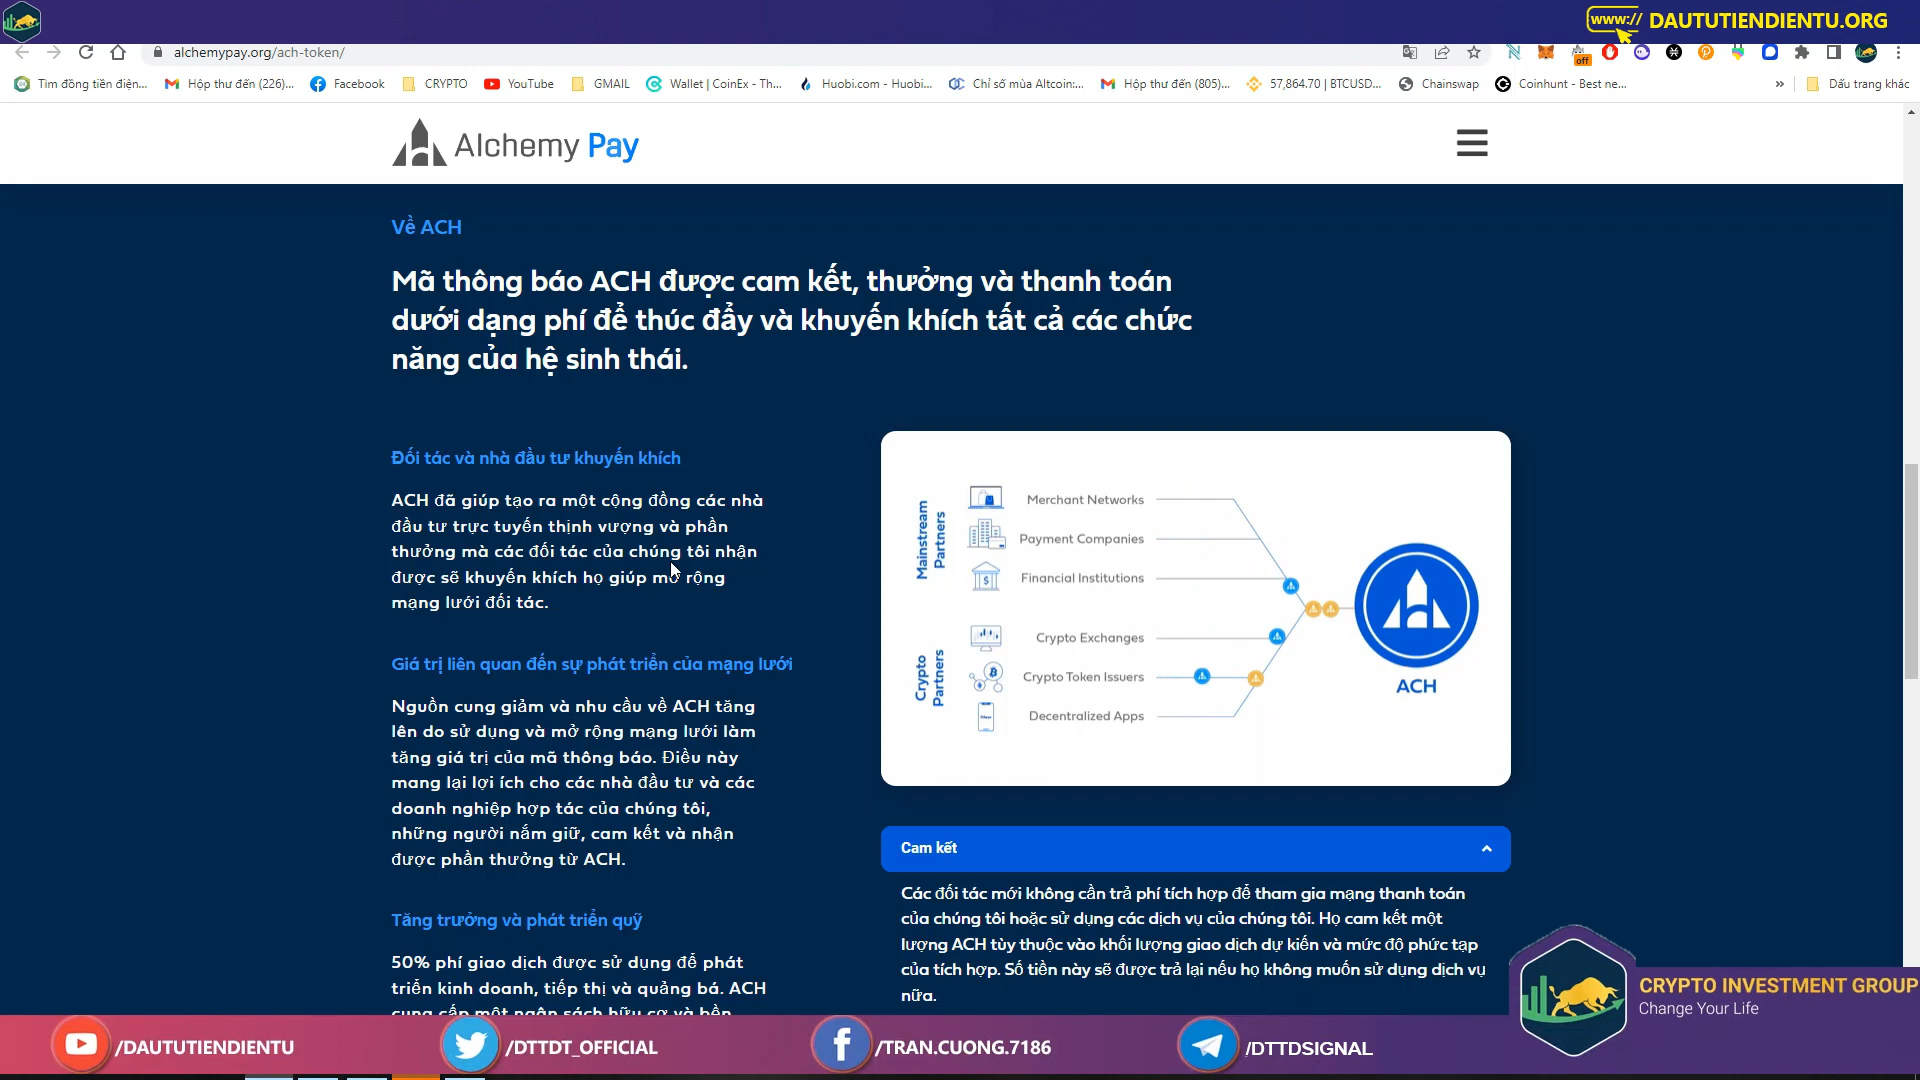 www:// DAUTUTIENDIENTU.ORG
alchemypay.org/ach-token/
off
Tìm đồng tiền điện...
Hộp thư đến (226)...
Facebook
CRYPTO
YouTube
GMAIL
Wallet | CoinEx - Th...
Huobi.com - Huobi...
Chỉ số mùa Altcoin:...
Hộp thư đến (805)...
57,864.70 | BTCUSD...
Chainswap
Coinhunt - Best ne...
»
Dấu trang khác
Alchemy Pay
Về ACH
Mã thông báo ACH được cam kết, thưởng và thanh toán
dưới dạng phí để thúc đẩy và khuyến khích tất cả các chức
năng của hệ sinh thái.
Đối tác và nhà đầu tư khuyến khích
ACH đã giúp tạo ra một cộng đồng các nhà
đầu tư trực tuyến thịnh vượng và phần
thưởng mà các đối tác của chúng tôi nhận
được sẽ khuyến khích họ giúp mở rộng
mạng lưới đối tác.
Giá trị liên quan đến sự phát triển của mạng lưới
Nguồn cung giảm và nhu cầu về ACH tăng
lên do sử dụng và mở rộng mạng lưới làm
tăng giá trị của mã thông báo. Điều này
mang lại lợi ích cho các nhà đầu tư và các
doanh nghiệp hợp tác của chúng tôi,
những người nắm giữ, cam kết và nhận
được phần thưởng từ ACH.
Tăng trưởng và phát triển quỹ
50% phí giao dịch được sử dụng để phát
triển kinh doanh, tiếp thị và quảng bá. ACH
cung cấp một ngân sách hữu cơ và bền
Mainstream
Partners
Merchant Networks
Payment Companies
Financial Institutions
Crypto
Partners
Crypto Exchanges
Crypto Token Issuers
Decentralized Apps
ACH
Cam kết
Các đối tác mới không cần trả phí tích hợp để tham gia mạng thanh toán
của chúng tôi hoặc sử dụng các dịch vụ của chúng tôi. Họ cam kết một
lượng ACH tùy thuộc vào khối lượng giao dịch dự kiến và mức độ phức tạp
của tích hợp. Số tiền này sẽ được trả lại nếu họ không muốn sử dụng dịch vụ
nữa.
CRYPTO INVESTMENT GROUP
Change Your Life
/DAUTUTIENDIENTU
/DTTDT_OFFICIAL
/TRAN.CUONG.7186
/DTTDSIGNAL